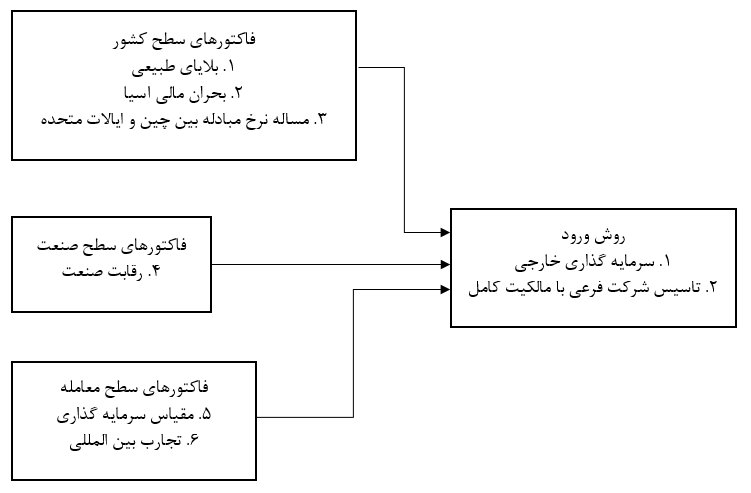 فاکتورهای سطح کشور
۱. بلایای طبیعی
۲. بحران مالی اسیا
۳. مساله نرخ مبادله بین چین و ایالات متحده
فاکتورهای سطح صنعت
۴. رقابت صنعت
فاکتورهای سطح معامله
۵. مقیاس سرمایه گذاری
۶. تجارب بین المللی
روش ورود
۱. سرمایه گذاری خارجی
۲. تاسیس شرکت فرعی با مالکیت کامل